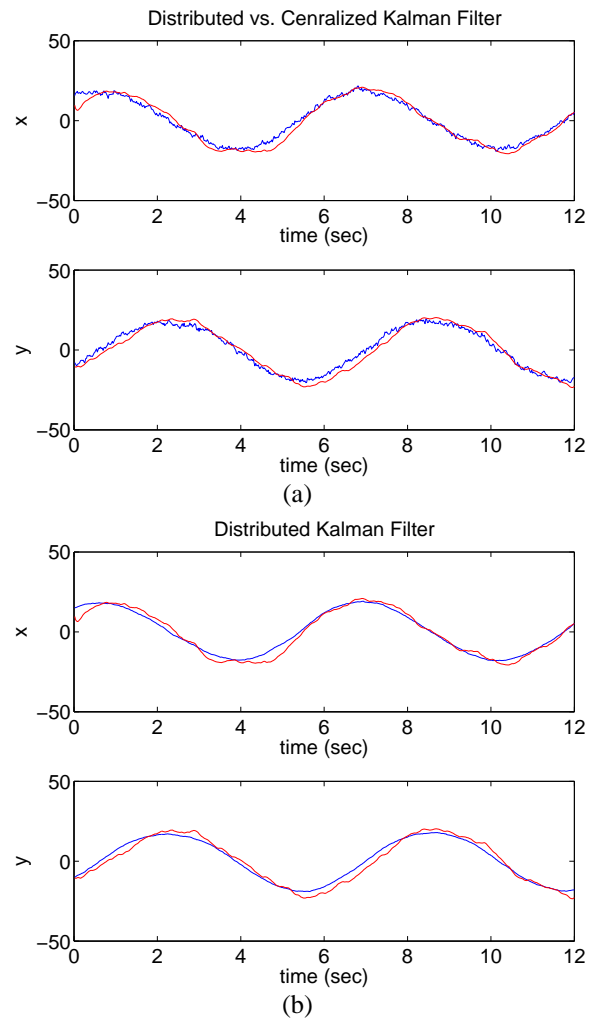 Distributed vs. Cenralized Kalman Filter
50
0
−50
x
0 2 4 6 8 10 12
time (sec)
50
0
−50
y
0 2 4 6 8 10 12
time (sec)
(a)
Distributed Kalman Filter
50
0
−50
x
0 2 4 6 8 10 12
time (sec)
50
0
−50
y
0 2 4 6 8 10 12
time (sec)
(b)